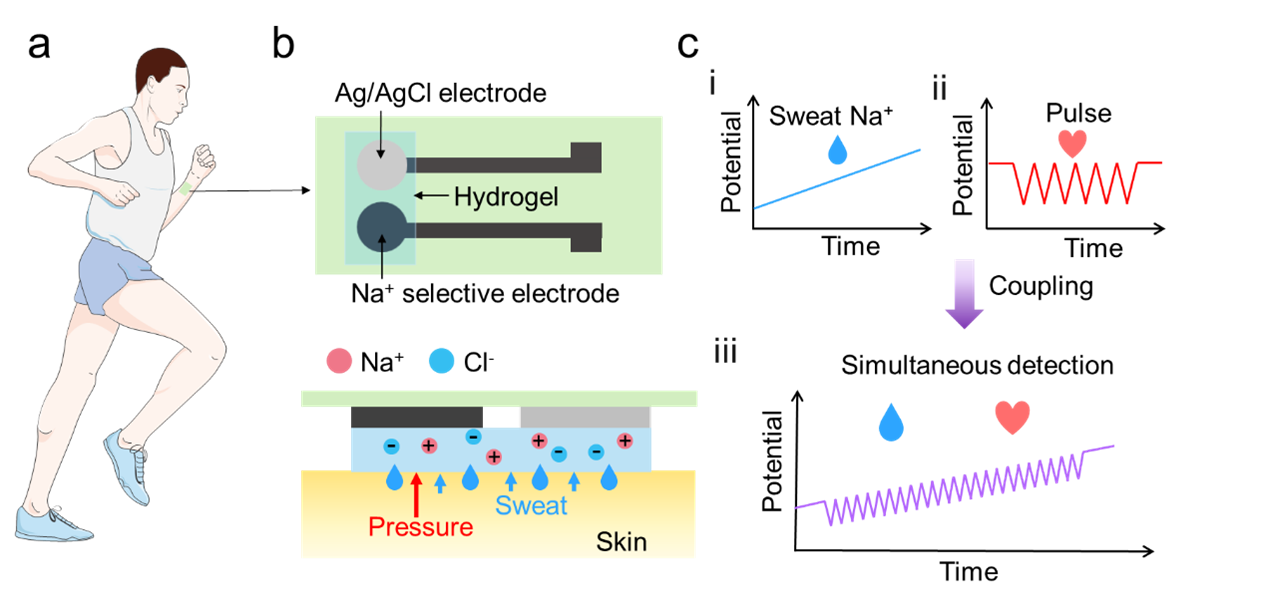 a
b
Ag/AgCl electrode
Hydrogel
Na⁺ selective electrode
Na⁺
Cl⁻
-
+
-
+
+
-
-
+
Pressure
Sweat
Skin
c
i
Potential
Sweat Na⁺
Time
ii
Potential
Pulse
Time
Coupling
iii
Simultaneous detection
Potential
Time